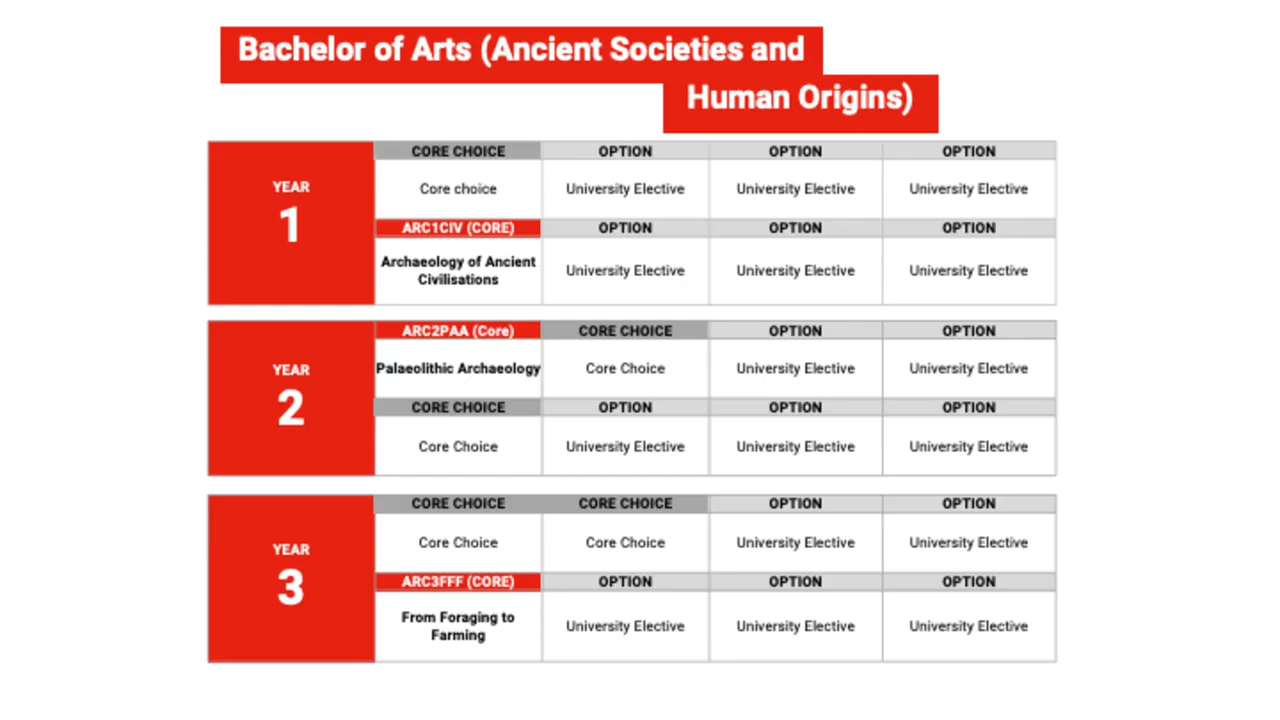 Bachelor of Arts (Ancient Societies and
Human Origins)
YEAR
1
CORE CHOICE OPTION OPTION OPTION
Core choice University Elective University Elective University Elective
ARC1CIV (CORE) OPTION OPTION OPTION
Archaeology of Ancient
Civilisations
University Elective University Elective University Elective
YEAR
2
ARC2PAA (Core) CORE CHOICE OPTION OPTION
Palaeolithic Archaeology Core Choice University Elective University Elective
CORE CHOICE OPTION OPTION OPTION
Core Choice University Elective University Elective University Elective
YEAR
3
CORE CHOICE CORE CHOICE OPTION OPTION
Core Choice Core Choice University Elective University Elective
ARC3FFF (CORE) OPTION OPTION OPTION
From Foraging to
Farming
University Elective University Elective University Elective